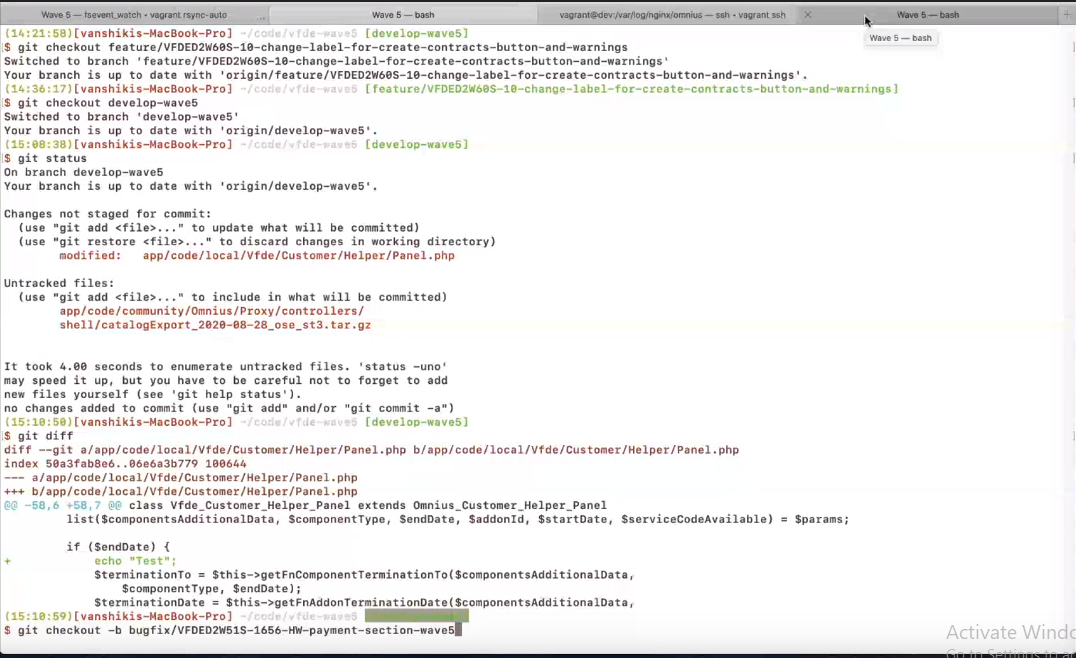 Wave 5 — fsevent_watch • vagrant rsync-auto ... Wave 5 — bash vagrant@dev:/var/log/nginx/omnius — ssh • vagrant ssh × Wave 5 — bash +
Wave 5 — bash
(14:21:58)[vanshikis-MacBook-Pro] ~/code/vfde-wave5 [develop-wave5]
$ git checkout feature/VFDED2W60S-10-change-label-for-create-contracts-button-and-warnings
Switched to branch 'feature/VFDED2W60S-10-change-label-for-create-contracts-button-and-warnings'
Your branch is up to date with 'origin/feature/VFDED2W60S-10-change-label-for-create-contracts-button-and-warnings'.
(14:36:17)[vanshikis-MacBook-Pro] ~/code/vfde-wave5 [feature/VFDED2W60S-10-change-label-for-create-contracts-button-and-warnings]
$ git checkout develop-wave5
Switched to branch 'develop-wave5'
Your branch is up to date with 'origin/develop-wave5'.
(15:08:38)[vanshikis-MacBook-Pro] ~/code/vfde-wave5 [develop-wave5]
$ git status
On branch develop-wave5
Your branch is up to date with 'origin/develop-wave5'.
Changes not staged for commit:
(use "git add <file>..." to update what will be committed)
(use "git restore <file>..." to discard changes in working directory)
modified: app/code/local/Vfde/Customer/Helper/Panel.php
Untracked files:
(use "git add <file>..." to include in what will be committed)
app/code/community/Omnius/Proxy/controllers/
shell/catalogExport_2020-08-28_ose_st3.tar.gz
It took 4.00 seconds to enumerate untracked files. 'status -uno'
may speed it up, but you have to be careful not to forget to add
new files yourself (see 'git help status').
no changes added to commit (use "git add" and/or "git commit -a")
(15:10:50)[vanshikis-MacBook-Pro] ~/code/vfde-wave5 [develop-wave5]
$ git diff
diff --git a/app/code/local/Vfde/Customer/Helper/Panel.php b/app/code/local/Vfde/Customer/Helper/Panel.php
index 50a3fab8e6..06e6a3b779 100644
--- a/app/code/local/Vfde/Customer/Helper/Panel.php
+++ b/app/code/local/Vfde/Customer/Helper/Panel.php
@@ -58,6 +58,7 @@ class Vfde_Customer_Helper_Panel extends Omnius_Customer_Helper_Panel
list($componentsAdditionalData, $componentType, $endDate, $addonId, $startDate, $serviceCodeAvailable) = $params;
if ($endDate) {
+ echo "Test";
$terminationTo = $this->getFnComponentTerminationTo($componentsAdditionalData,
$componentType, $endDate);
$terminationDate = $this->getFnAddonTerminationDate($componentsAdditionalData,
(15:10:59)[vanshikis-MacBook-Pro] ~/code/vfde-wave5
$ git checkout -b bugfix/VFDED2W51S-1656-HW-payment-section-wave5
Activate Windo